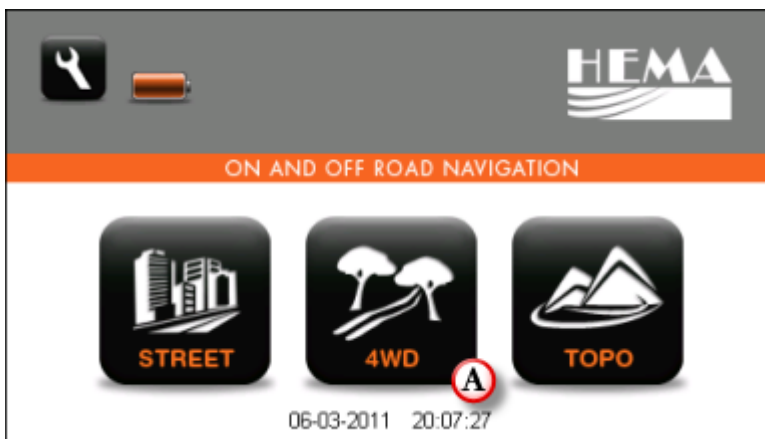 HEMA
ON AND OFF ROAD NAVIGATION
STREET
4WD
TOPO
A
06-03-2011 20:07:27